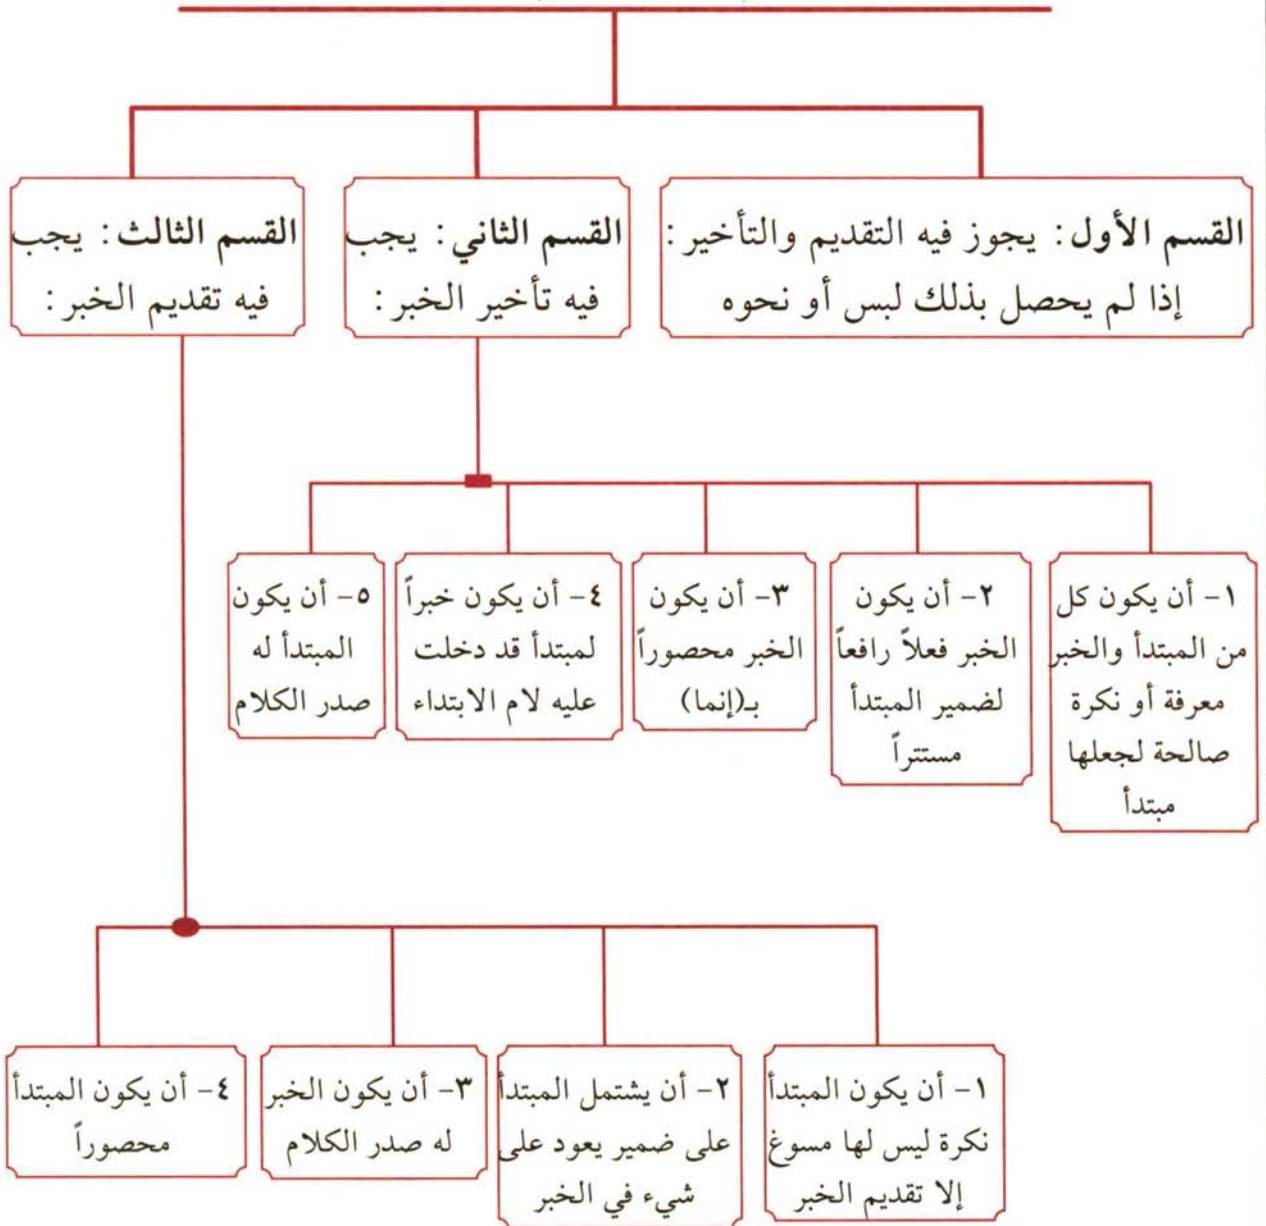 القسم الأول: يجوز فيه التقديم والتأخير:
إذا لم يحصل بذلك لبس أو نحوه
القسم الثاني: يجب
فيه تأخير الخبر:
القسم الثالث: يجب
فيه تقديم الخبر:
١- أن يكون كل
من المبتدأ والخبر
معرفة أو نكرة
صالحة لجعلها
مبتدأ
٢- أن يكون
الخبر فعلاً رافعاً
لضمير المبتدأ
مستتراً
٣- أن يكون
الخبر محصوراً
بـ(إنما)
٤- أن يكون خبراً
لمبتدأ قد دخلت
عليه لام الابتداء
٥- أن يكون
المبتدأ له
صدر الكلام
١- أن يكون المبتدأ
نكرة ليس لها مسوغ
إلا تقديم الخبر
٢- أن يشتمل المبتدأ
على ضمير يعود على
شيء في الخبر
٣- أن يكون الخبر
له صدر الكلام
٤- أن يكون المبتدأ
محصوراً